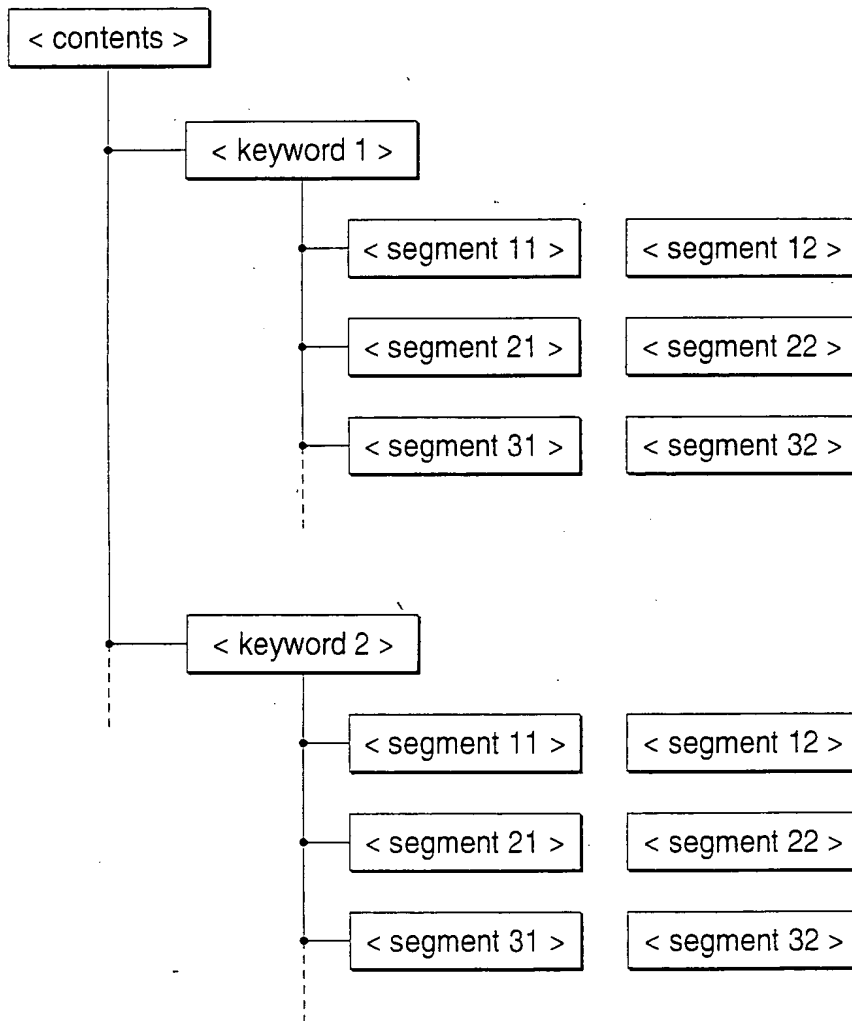 < contents >
< keyword 1 >
< segment 11 > < segment 12 >
< segment 21 > < segment 22 >
< segment 31 > < segment 32 >
< keyword 2 >
< segment 11 > < segment 12 >
< segment 21 > < segment 22 >
< segment 31 > < segment 32 >